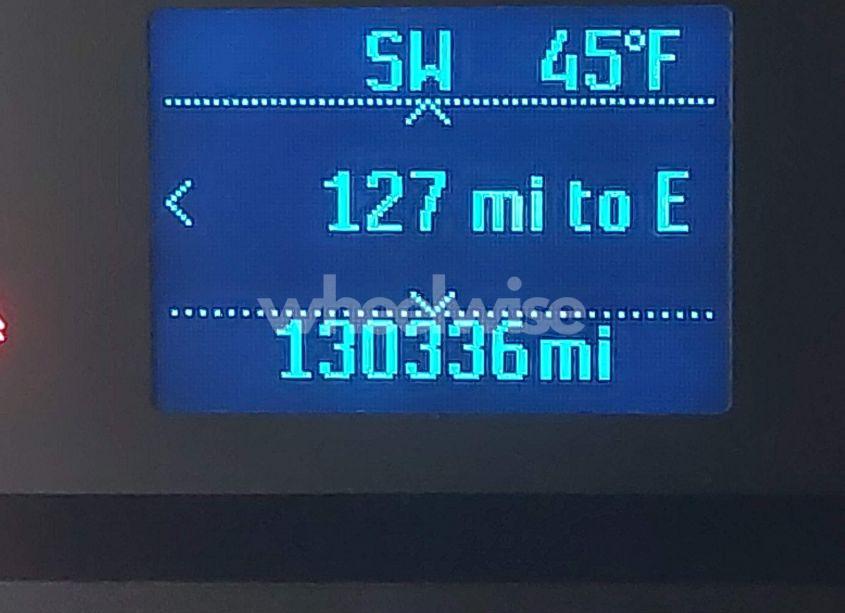 SW 45°F
127 mi to E
wheelwise
130336mi